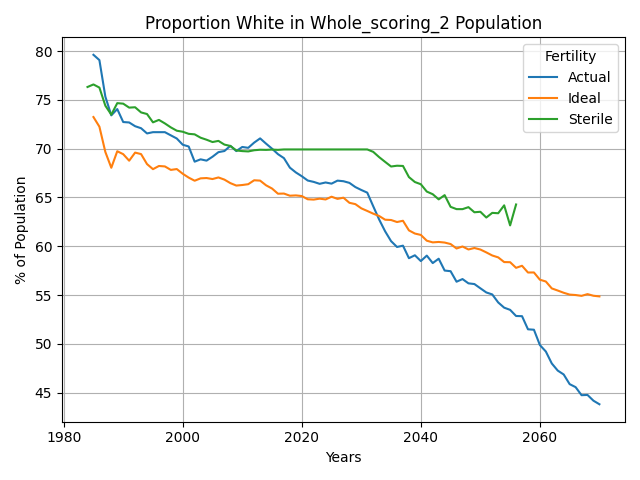 Proportion White in Whole_scoring_2 Population
% of Population
80
75
70
65
60
55
50
45
Fertility
Actual
Ideal
Sterile
1980
2000
2020
2040
2060
Years